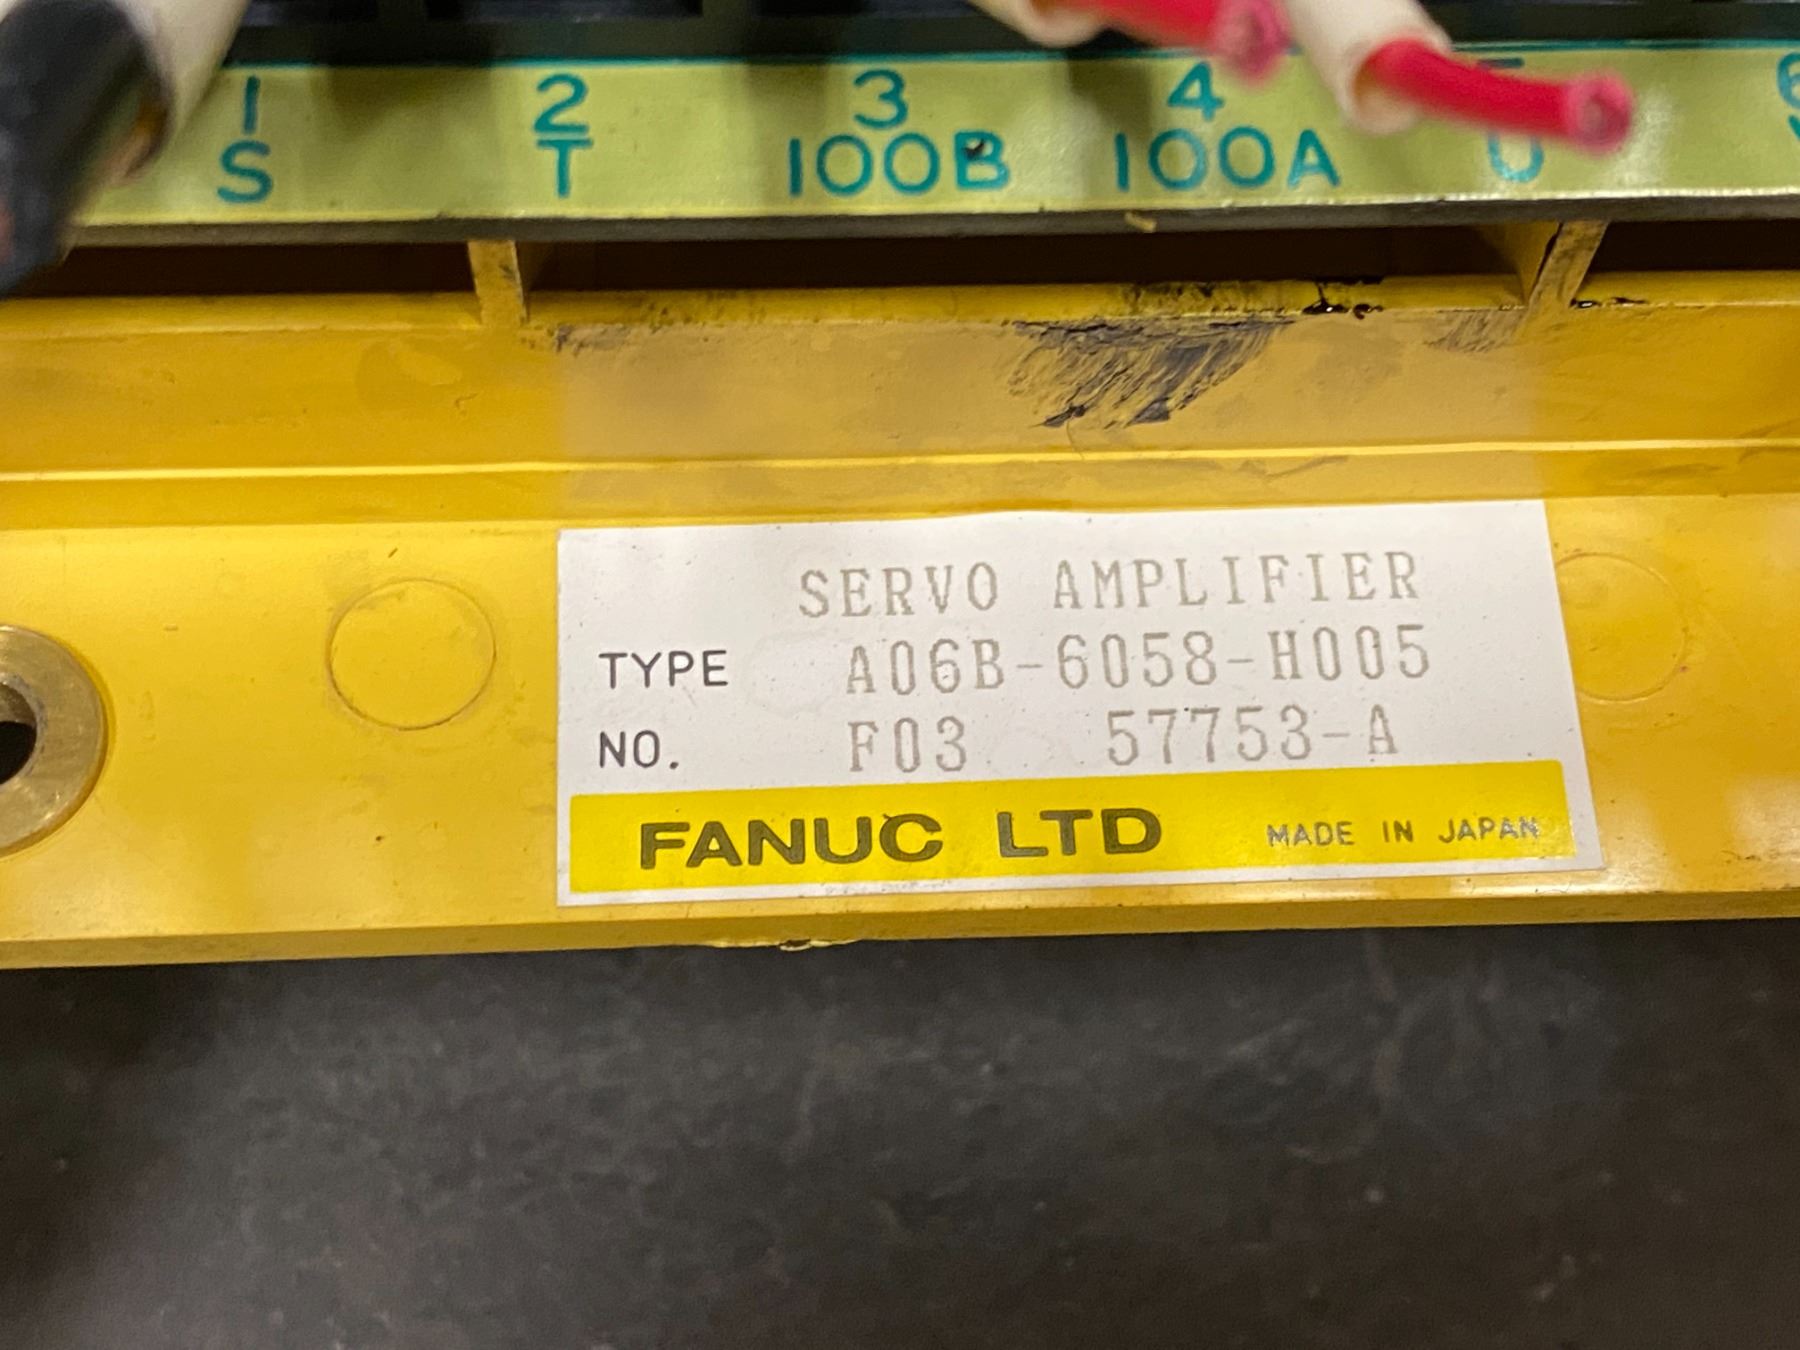 1 2 3 4 5
S T 100B 100A U
SERVO AMPLIFIER
TYPE A06B-6058-H005
NO. F03 57753-A
FANUC LTD MADE IN JAPAN